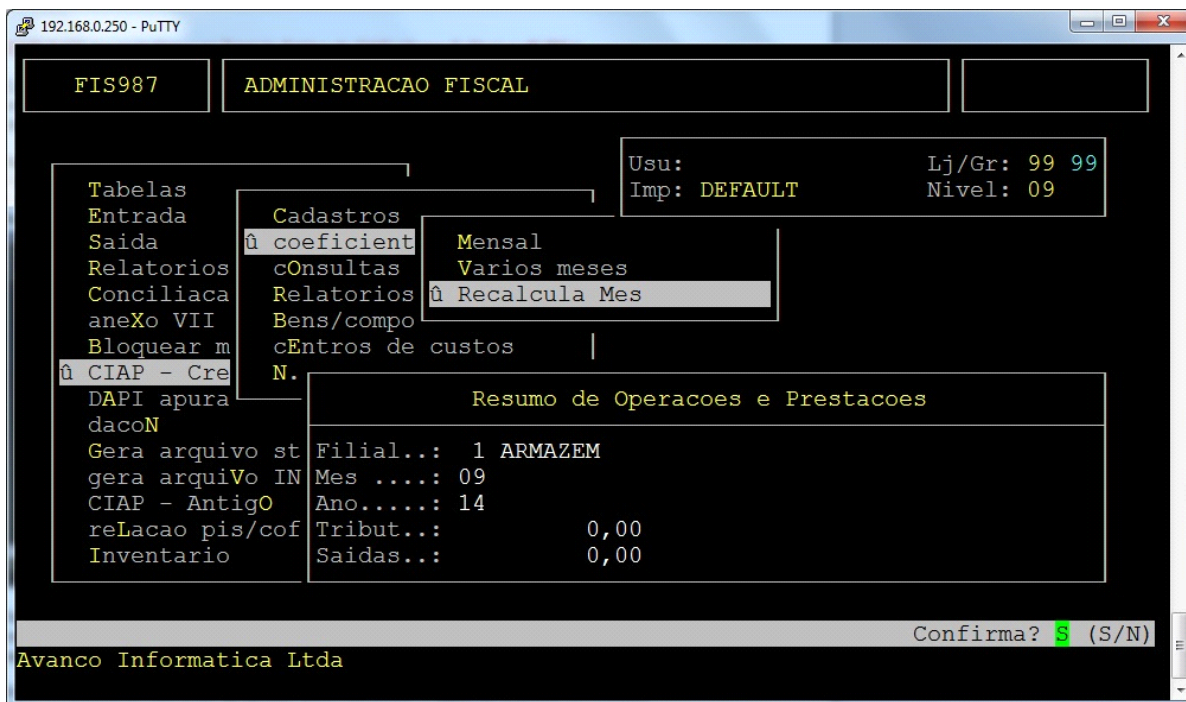 192.168.0.250 - PuTTY
FIS987
ADMINISTRACAO FISCAL
Usu:
Lj/Gr: 99 99
Imp: DEFAULT
Nivel: 09
Tabelas
Entrada
Saida
Relatorios
Conciliaca
aneXo VII
Bloquear m
û CIAP - Cre
DAPI apura
dacoN
Gera arquivo st
gera arquiVo IN
CIAP - AntigO
reLacao pis/cof
Inventario
Cadastros
û coeficient
cOnsultas
Relatorios
Bens/compo
cEntros de custos
N.
Mensal
Varios meses
û Recalcula Mes
Resumo de Operacoes e Prestacoes
Filial..: 1 ARMAZEM
Mes ....: 09
Ano.....: 14
Tribut..: 0,00
Saidas..: 0,00
Confirma? S (S/N)
Avanco Informatica Ltda